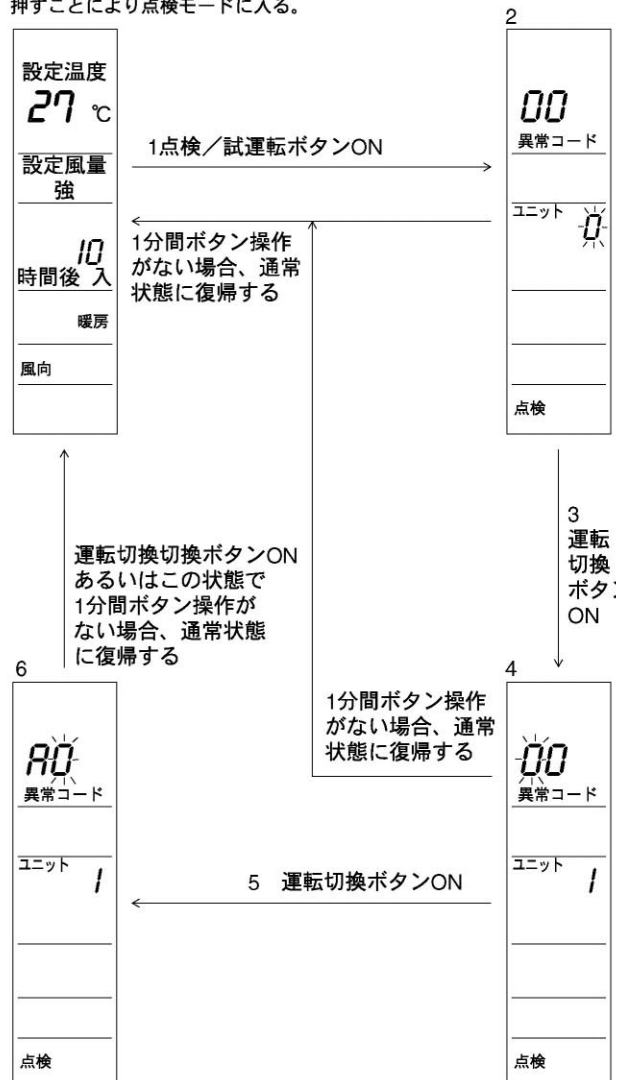 押すことにより点検モードに入る。
設定温度
27 ℃
設定風量
強
10
時間後 入
暖房
風向
1点検／試運転ボタンON
1分間ボタン操作
がない場合、通常
状態に復帰する
2
00
異常コード
ユニット
0
点検
3
運転
切換
ボタン
ON
運転切換切換ボタンON
あるいはこの状態で
1分間ボタン操作が
ない場合、通常状態
に復帰する
1分間ボタン操作
がない場合、通常
状態に復帰する
6
A0
異常コード
ユニット
1
点検
5 運転切換ボタンON
4
00
異常コード
ユニット
1
点検